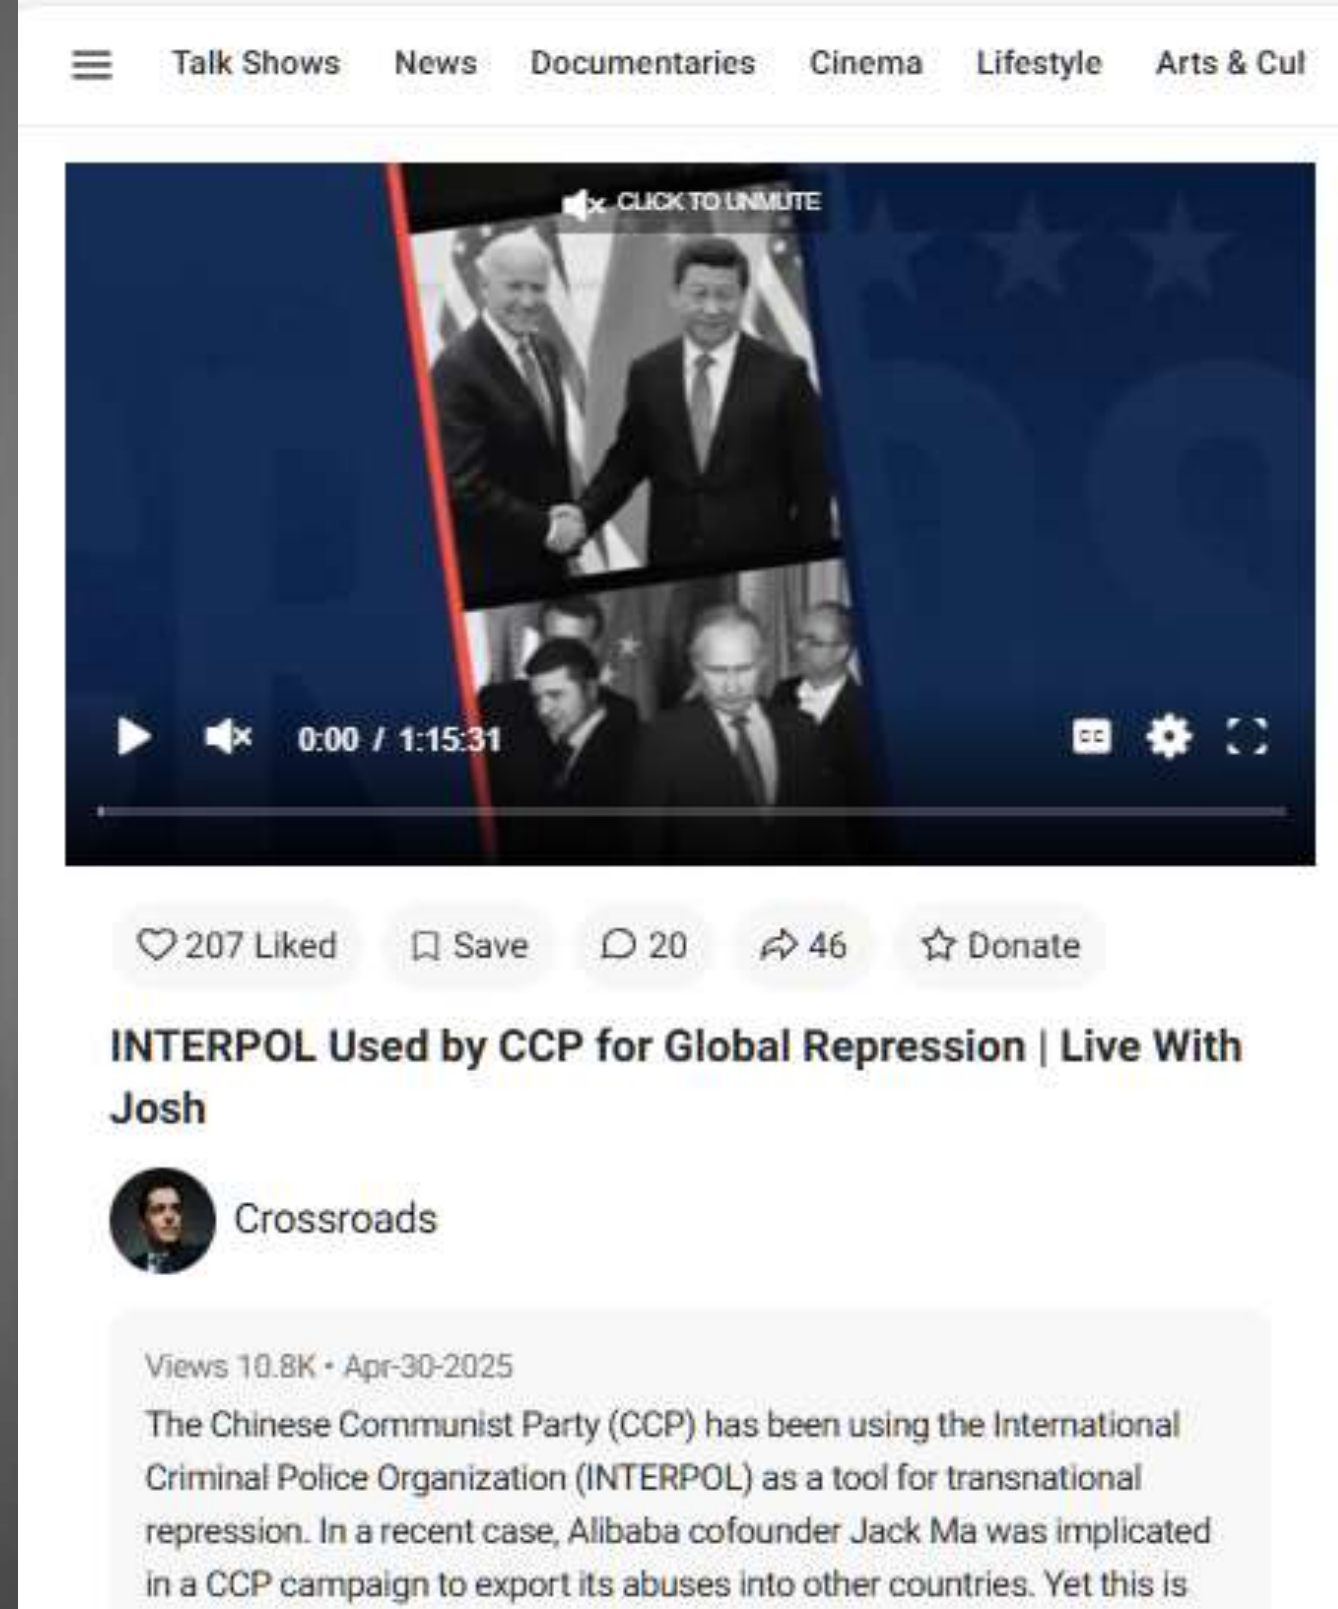 Talk Shows News Documentaries Cinema Lifestyle Arts & Cul
CLICK TO UNMUTE
0:00 / 1:15:31
CC
207 Liked Save 20 46 Donate
INTERPOL Used by CCP for Global Repression | Live With
Josh
Crossroads
Views 10.8K • Apr-30-2025
The Chinese Communist Party (CCP) has been using the International
Criminal Police Organization (INTERPOL) as a tool for transnational
repression. In a recent case, Alibaba cofounder Jack Ma was implicated
in a CCP campaign to export its abuses into other countries. Yet this is